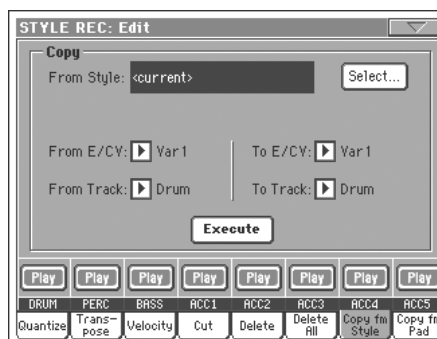 STYLE REC: Edit
Copy
From Style: <current> Select...
From E/CV: Var1 To E/CV: Var1
From Track: Drum To Track: Drum
Execute
Play Play Play Play Play Play Play Play
DRUM PERC BASS ACC1 ACC2 ACC3 ACC4 ACC5
Quantize Trans- Velocity Cut Delete Delete Copy fm Copy fm
pose All Style Pad